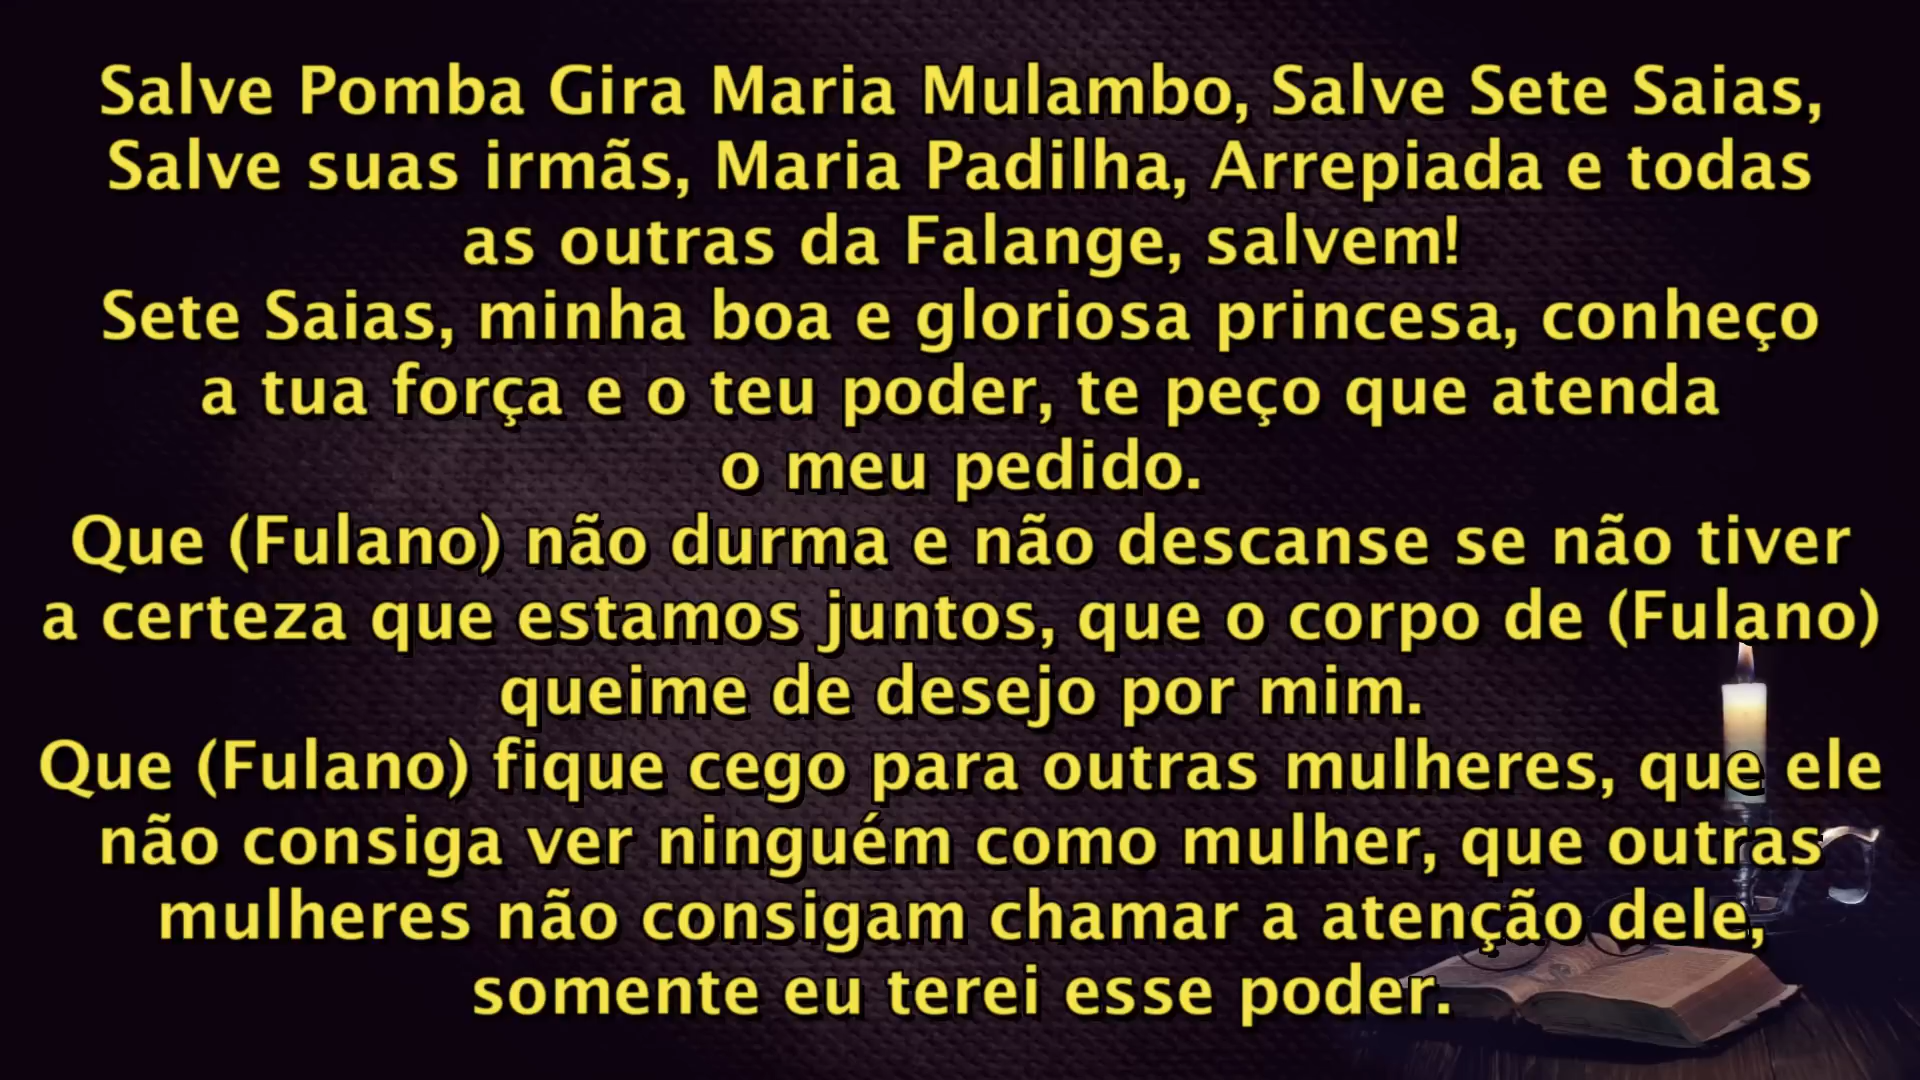 Salve Pomba Gira Maria Mulambo, Salve Sete Saias,
Salve suas irmãs, Maria Padilha, Arrepiada e todas
as outras da Falange, salvem!
Sete Saias, minha boa e gloriosa princesa, conheço
a tua força e o teu poder, te peço que atenda
o meu pedido.
Que (Fulano) não durma e não descanse se não tiver
a certeza que estamos juntos, que o corpo de (Fulano)
queime de desejo por mim.
Que (Fulano) fique cego para outras mulheres, que ele
não consiga ver ninguém como mulher, que outras
mulheres não consigam chamar a atenção dele,
somente eu terei esse poder.